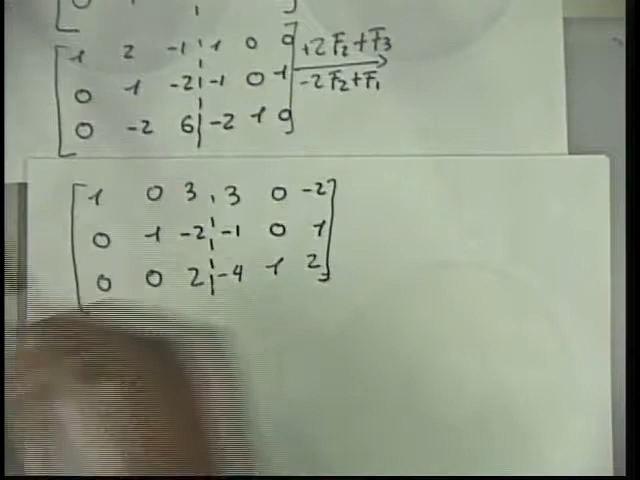 [ 1 2 -1 ¦ 1 0 0 ] +2F₂+F₃
[ 0 1 -2 ¦ -1 0 1 ] -2F₂+F₁
[ 0 -2 6 ¦ -2 1 0 ]
[ 1 0 3 ¦ 3 0 -2 ]
[ 0 1 -2 ¦ -1 0 1 ]
[ 0 0 2 ¦ -4 1 2 ]